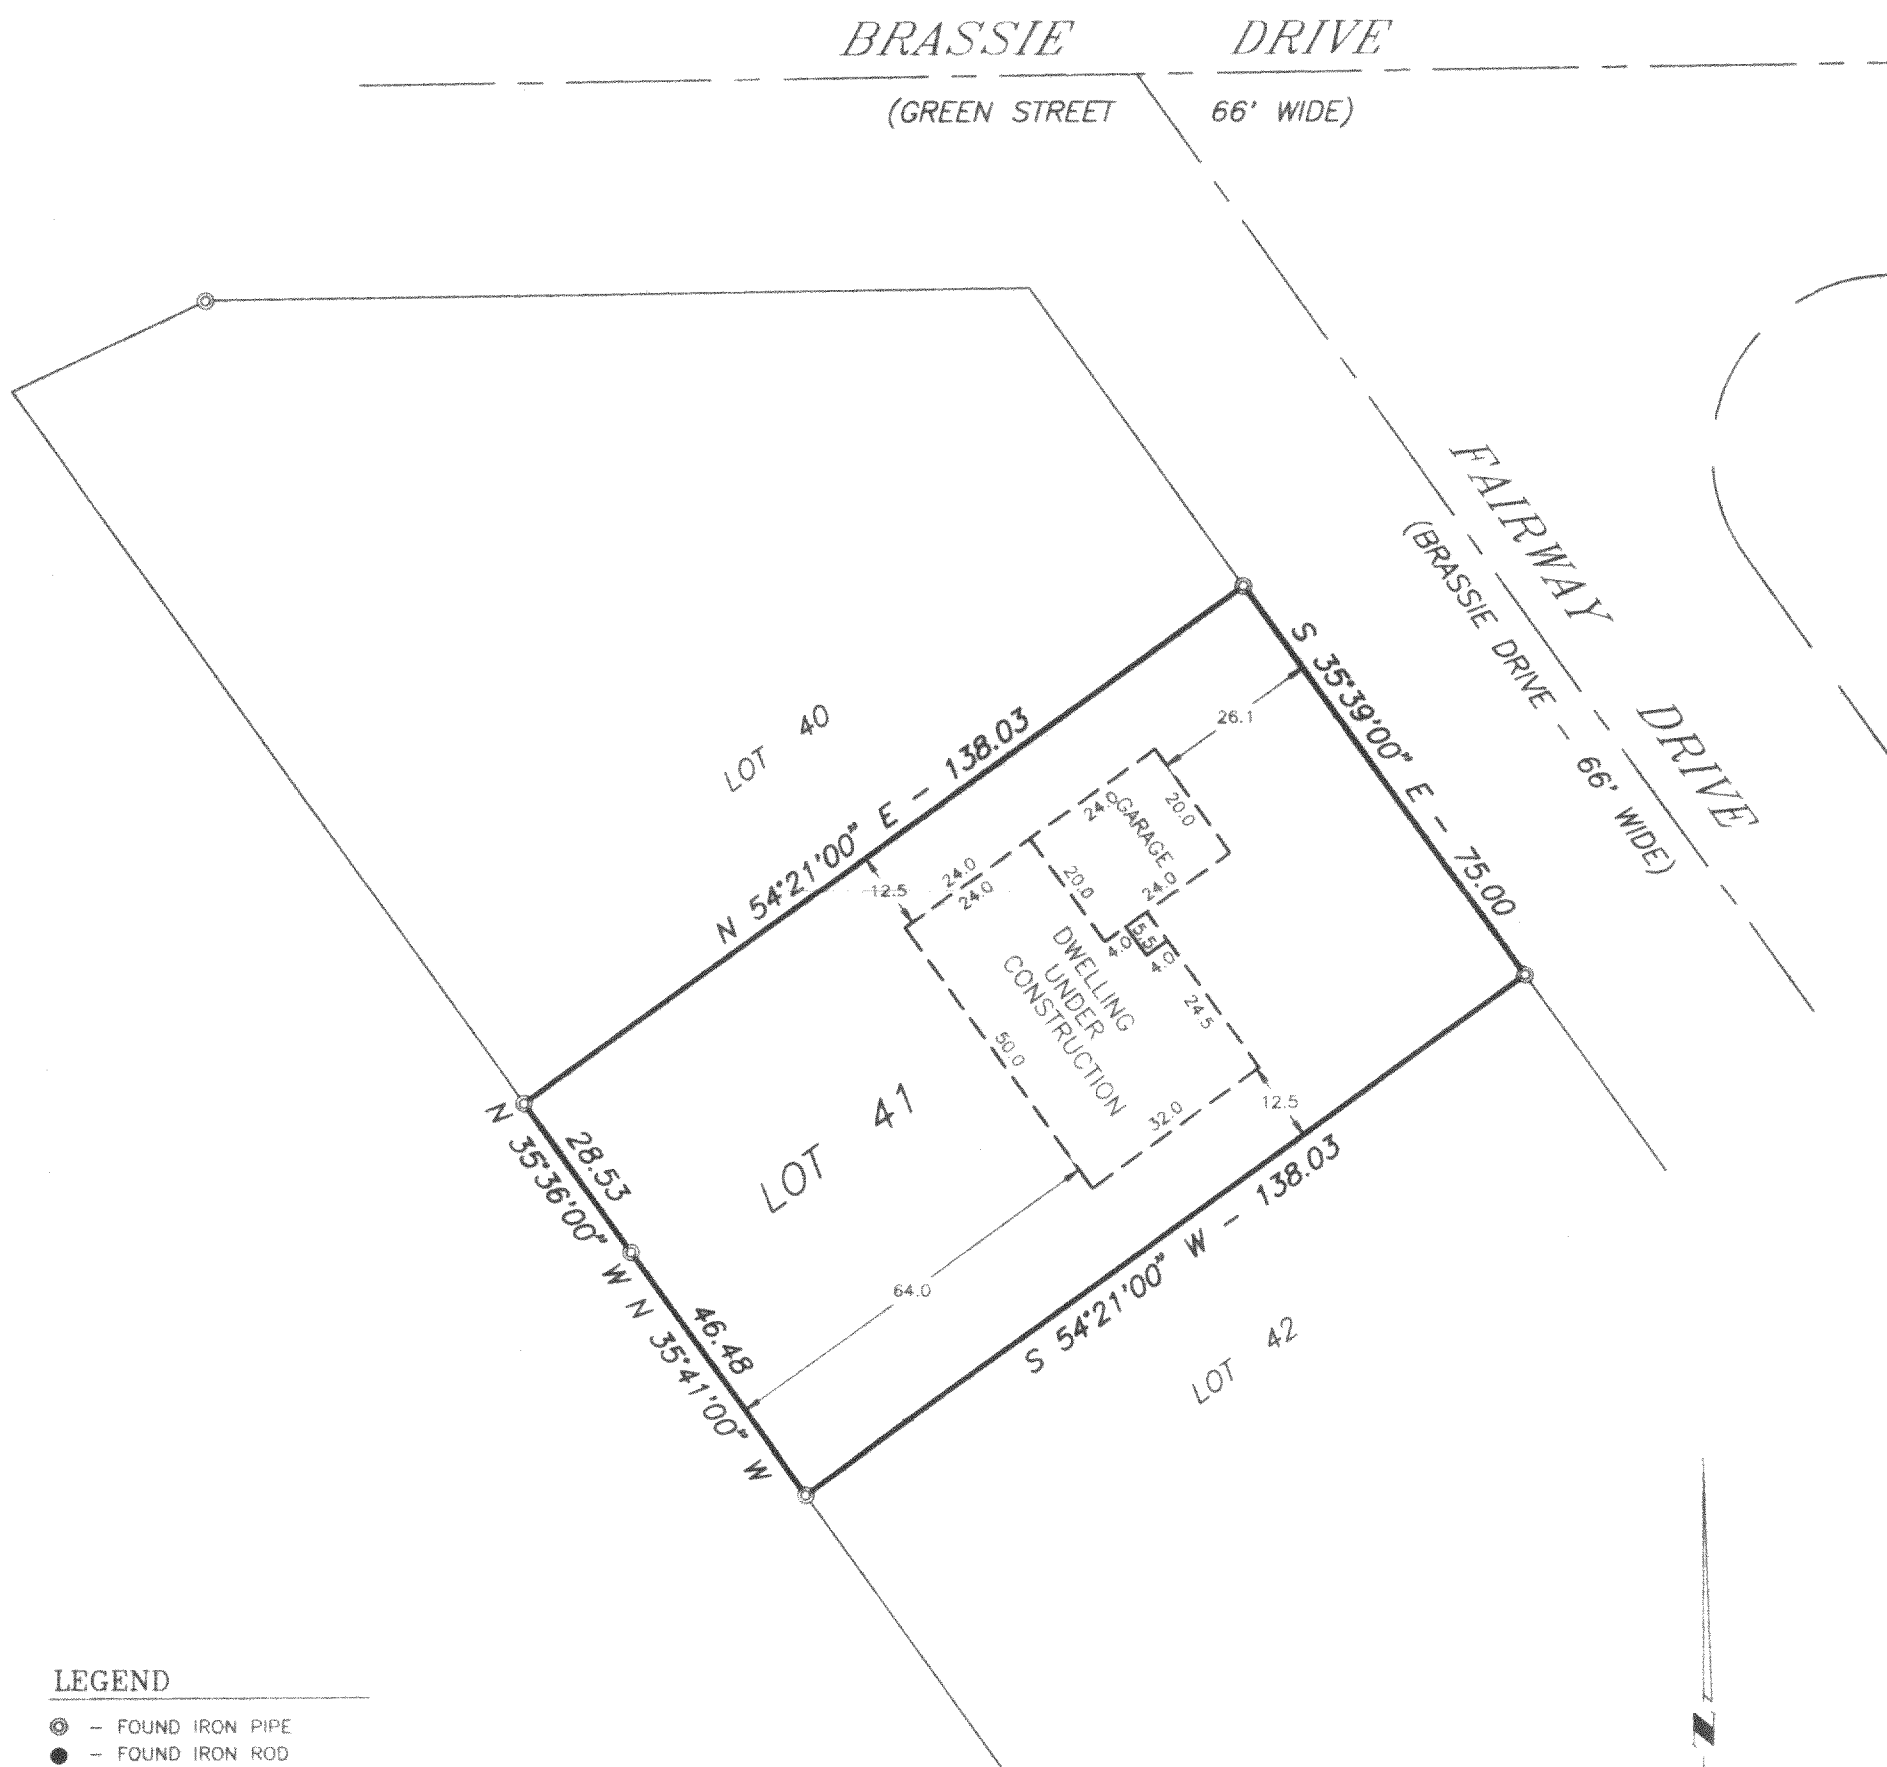 BRASSIE DRIVE
(GREEN STREET 66' WIDE)
FAIRWAY DRIVE
(BRASSIE DRIVE - 66' WIDE)
S 35°39'00" E - 75.00
LOT 40
N 54°21'00" E - 138.03
26.1
24.0
GARAGE
20.0
12.5
24.0
24.0
20.0
24.0
4.0
5.5
4.0
DWELLING
UNDER
CONSTRUCTION
24.5
50.0
32.0
12.5
LOT 41
28.53
N 35°36'00" W
46.48
N 35°41'00" W
64.0
S 54°21'00" W - 138.03
LOT 42
LEGEND
- FOUND IRON PIPE
- FOUND IRON ROD
N